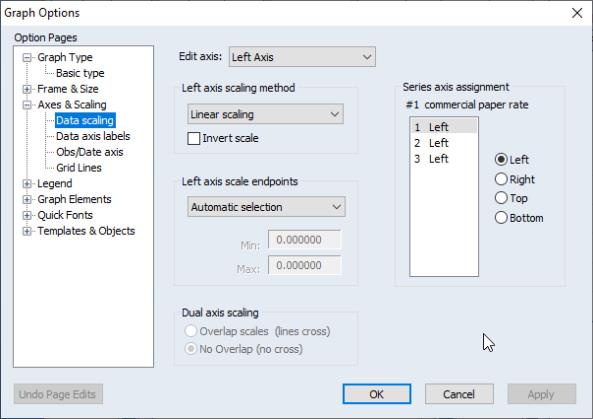 Graph Options
Option Pages
Graph Type
Basic type
Frame & Size
Axes & Scaling
Data scaling
Data axis labels
Obs/Date axis
Grid Lines
Legend
Graph Elements
Quick Fonts
Templates & Objects
Edit axis: Left Axis
Left axis scaling method
Linear scaling
Invert scale
Left axis scale endpoints
Automatic selection
Min: 0.000000
Max: 0.000000
Dual axis scaling
Overlap scales (lines cross)
No Overlap (no cross)
Series axis assignment
#1 commercial paper rate
1 Left
2 Left
3 Left
Left
Right
Top
Bottom
Undo Page Edits
OK
Cancel
Apply